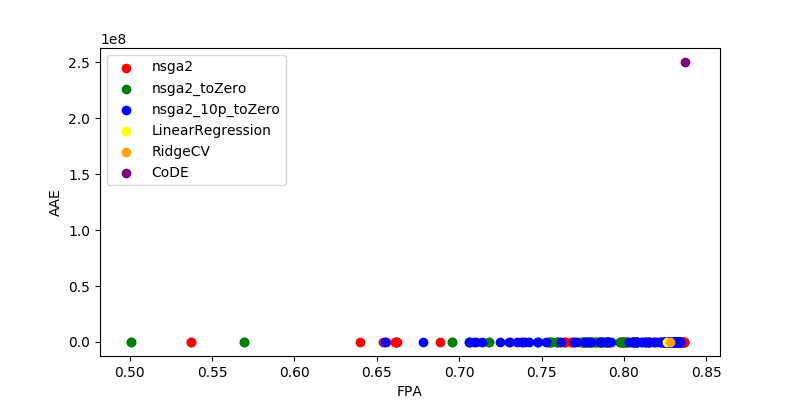 1e8
2.5
2.0
1.5
1.0
0.5
0.0
AAE
nsga2
nsga2_toZero
nsga2_10p_toZero
LinearRegression
RidgeCV
CoDE
0.50 0.55 0.60 0.65 0.70 0.75 0.80 0.85
FPA